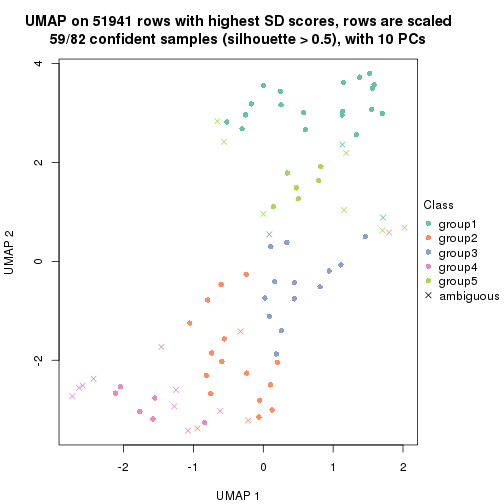 UMAP on 51941 rows with highest SD scores, rows are scaled
59/82 confident samples (silhouette > 0.5), with 10 PCs
4
2
0
-2
UMAP 2
-2
-1
0
1
2
UMAP 1
Class
group1
group2
group3
group4
group5
ambiguous